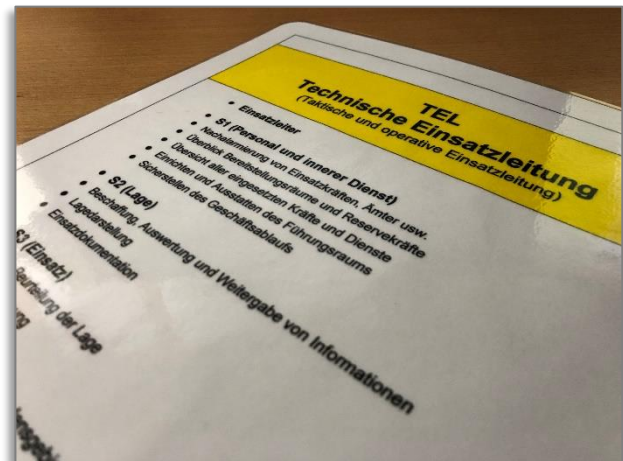 TEL
Technische Einsatzleitung
(Taktische und operative Einsatzleitung)
• Einsatzleiter
• S1 (Personal und innerer Dienst)
• Nachalarmierung von Einsatzkräften, Ämter usw.
• Überblick Bereitstellungsräume und Reservekräfte
• Übersicht aller eingesetzten Kräfte und Dienste
• Einrichten und Ausstatten des Führungsraums
• Sicherstellen des Geschäftsablaufs
• S2 (Lage)
• Beschaffung, Auswertung und Weitergabe von Informationen
• Lagedarstellung
• Einsatzdokumentation
S3 (Einsatz)
Beurteilung der Lage